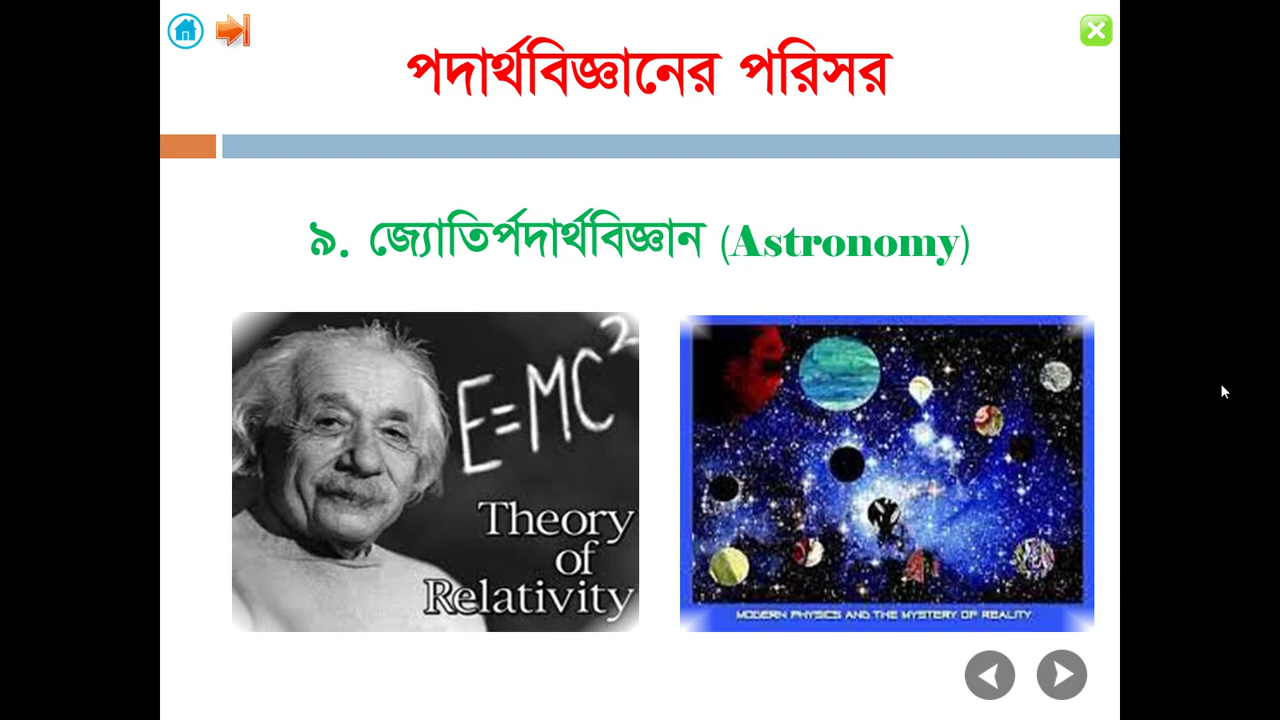 পদার্থবিজ্ঞানের পরিসর
৯. জ্যোতির্পদার্থবিজ্ঞান (Astronomy)
E=MC²
Theory
of
Relativity
MODERN PHYSICS AND THE MYSTERY OF REALITY